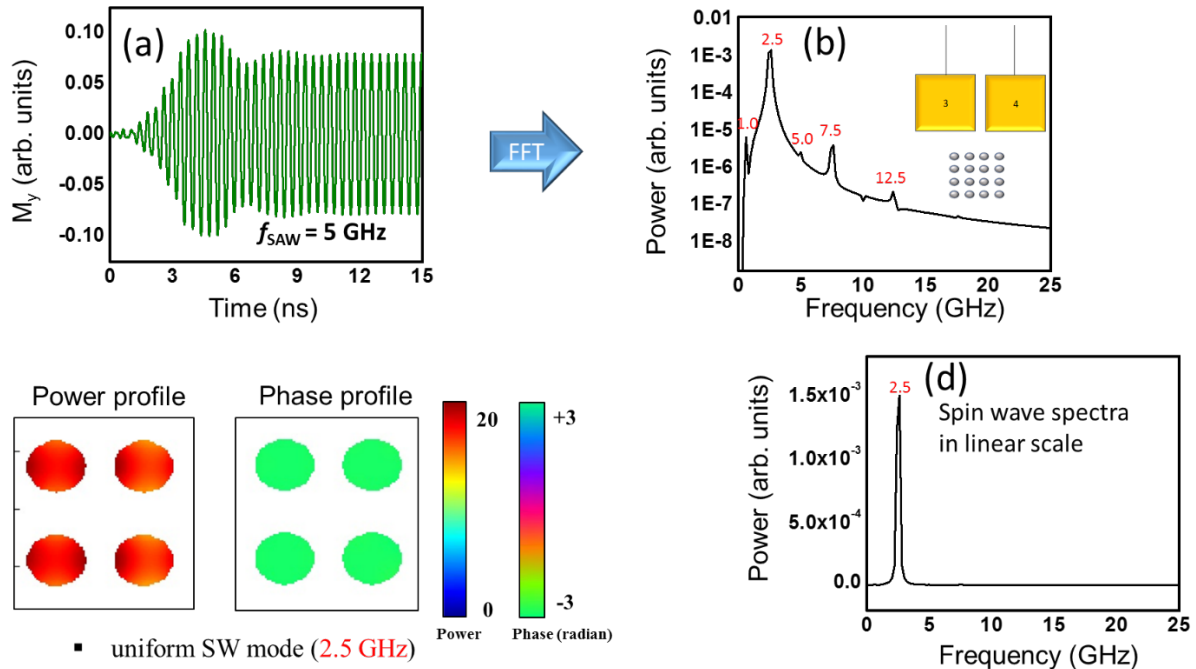 (a)
0.10
0.05
0.00
-0.05
-0.10
M_y (arb. units)
f_SAW = 5 GHz
0 3 6 9 12 15
Time (ns)
FFT
(b)
0.01
1E-3
1E-4
1E-5
1E-6
1E-7
1E-8
Power (arb. units)
2.5
1.0
5.0
7.5
12.5
3
4
0 5 10 15 20 25
Frequency (GHz)
Power profile
Phase profile
20
0
Power
+3
-3
Phase (radian)
▪ uniform SW mode (2.5 GHz)
(d)
1.5x10⁻³
1.0x10⁻³
5.0x10⁻⁴
0.0
Power (arb. units)
2.5
Spin wave spectra
in linear scale
0 5 10 15 20 25
Frequency (GHz)